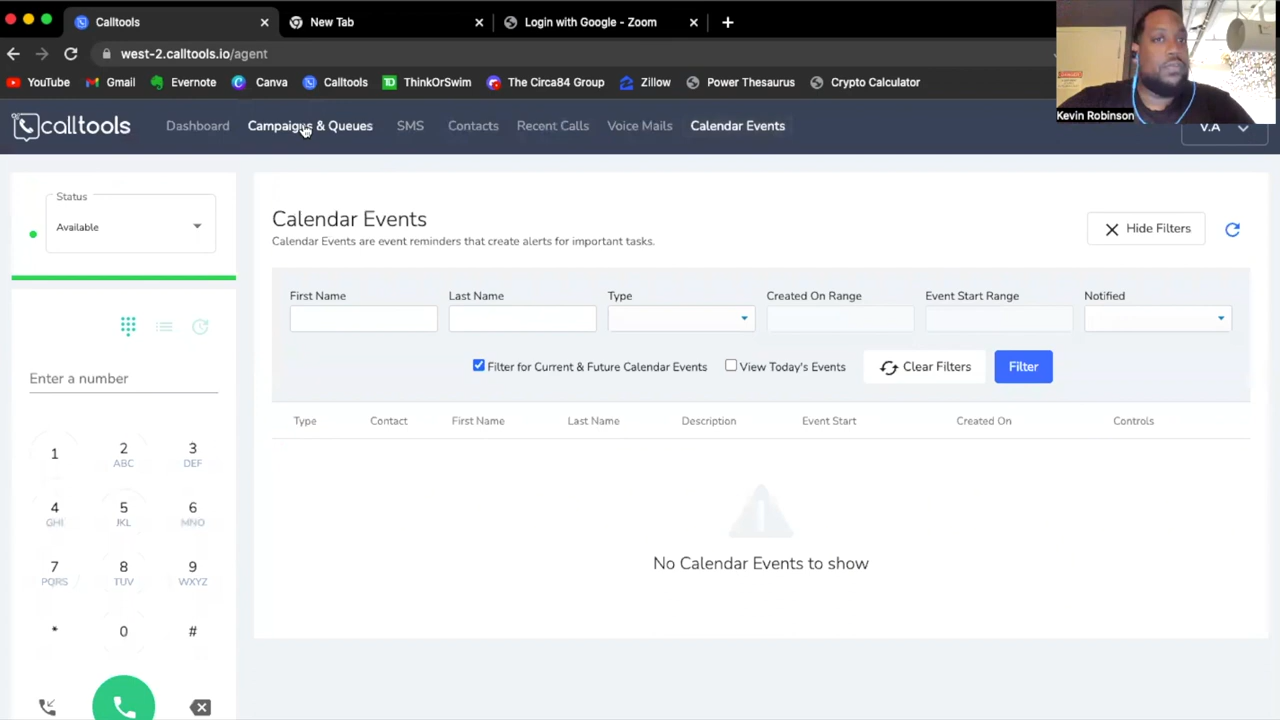 Calltools
New Tab
Login with Google - Zoom
west-2.calltools.io/agent
YouTube
Gmail
Evernote
Canva
Calltools
ThinkOrSwim
The Circa84 Group
Zillow
Power Thesaurus
Crypto Calculator
Kevin Robinson
calltools
Dashboard
Campaigns & Queues
SMS
Contacts
Recent Calls
Voice Mails
Calendar Events
V.A
Status
Available
Enter a number
1
2
ABC
3
DEF
4
GHI
5
JKL
6
MNO
7
PQRS
8
TUV
9
WXYZ
*
0
#
Calendar Events
Calendar Events are event reminders that create alerts for important tasks.
Hide Filters
First Name
Last Name
Type
Created On Range
Event Start Range
Notified
Filter for Current & Future Calendar Events
View Today's Events
Clear Filters
Filter
Type
Contact
First Name
Last Name
Description
Event Start
Created On
Controls
No Calendar Events to show